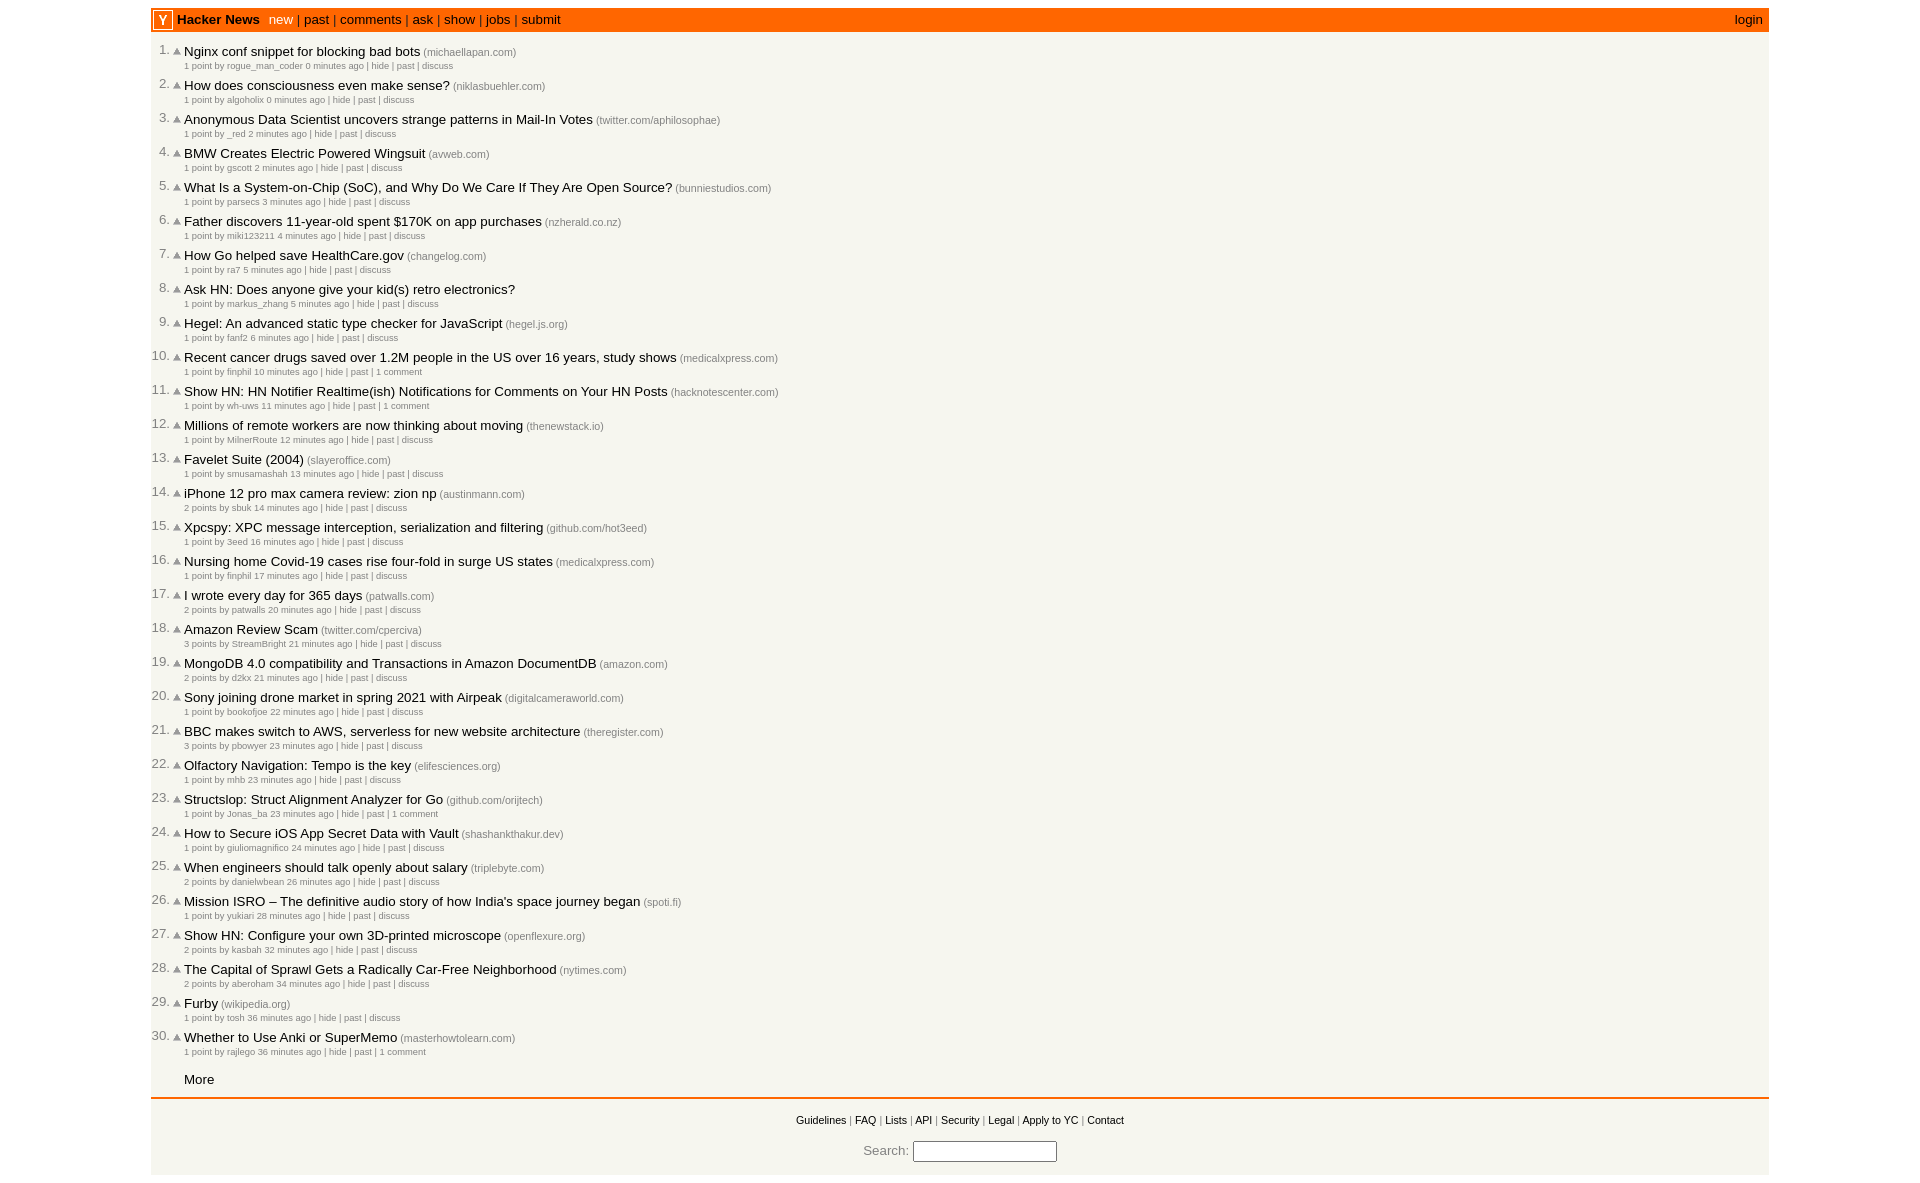 Y Hacker News new | past | comments | ask | show | jobs | submit login
1. Nginx conf snippet for blocking bad bots (michaellapan.com)
1 point by rogue_man_coder 0 minutes ago | hide | past | discuss
2. How does consciousness even make sense? (niklasbuehler.com)
1 point by algoholix 0 minutes ago | hide | past | discuss
3. Anonymous Data Scientist uncovers strange patterns in Mail-In Votes (twitter.com/aphilosophae)
1 point by _red 2 minutes ago | hide | past | discuss
4. BMW Creates Electric Powered Wingsuit (avweb.com)
1 point by gscott 2 minutes ago | hide | past | discuss
5. What Is a System-on-Chip (SoC), and Why Do We Care If They Are Open Source? (bunniestudios.com)
1 point by parsecs 3 minutes ago | hide | past | discuss
6. Father discovers 11-year-old spent $170K on app purchases (nzherald.co.nz)
1 point by miki123211 4 minutes ago | hide | past | discuss
7. How Go helped save HealthCare.gov (changelog.com)
1 point by ra7 5 minutes ago | hide | past | discuss
8. Ask HN: Does anyone give your kid(s) retro electronics?
1 point by markus_zhang 5 minutes ago | hide | past | discuss
9. Hegel: An advanced static type checker for JavaScript (hegel.js.org)
1 point by fanf2 6 minutes ago | hide | past | discuss
10. Recent cancer drugs saved over 1.2M people in the US over 16 years, study shows (medicalxpress.com)
1 point by finphil 10 minutes ago | hide | past | 1 comment
11. Show HN: HN Notifier Realtime(ish) Notifications for Comments on Your HN Posts (hacknotescenter.com)
1 point by wh-uws 11 minutes ago | hide | past | 1 comment
12. Millions of remote workers are now thinking about moving (thenewstack.io)
1 point by MilnerRoute 12 minutes ago | hide | past | discuss
13. Favelet Suite (2004) (slayeroffice.com)
1 point by smusamashah 13 minutes ago | hide | past | discuss
14. iPhone 12 pro max camera review: zion np (austinmann.com)
2 points by sbuk 14 minutes ago | hide | past | discuss
15. Xpcspy: XPC message interception, serialization and filtering (github.com/hot3eed)
1 point by 3eed 16 minutes ago | hide | past | discuss
16. Nursing home Covid-19 cases rise four-fold in surge US states (medicalxpress.com)
1 point by finphil 17 minutes ago | hide | past | discuss
17. I wrote every day for 365 days (patwalls.com)
2 points by patwalls 20 minutes ago | hide | past | discuss
18. Amazon Review Scam (twitter.com/cperciva)
3 points by StreamBright 21 minutes ago | hide | past | discuss
19. MongoDB 4.0 compatibility and Transactions in Amazon DocumentDB (amazon.com)
2 points by d2kx 21 minutes ago | hide | past | discuss
20. Sony joining drone market in spring 2021 with Airpeak (digitalcameraworld.com)
1 point by bookofjoe 22 minutes ago | hide | past | discuss
21. BBC makes switch to AWS, serverless for new website architecture (theregister.com)
3 points by pbowyer 23 minutes ago | hide | past | discuss
22. Olfactory Navigation: Tempo is the key (elifesciences.org)
1 point by mhb 23 minutes ago | hide | past | discuss
23. Structslop: Struct Alignment Analyzer for Go (github.com/orijtech)
1 point by Jonas_ba 23 minutes ago | hide | past | 1 comment
24. How to Secure iOS App Secret Data with Vault (shashankthakur.dev)
1 point by giuliomagnifico 24 minutes ago | hide | past | discuss
25. When engineers should talk openly about salary (triplebyte.com)
2 points by danielwbean 26 minutes ago | hide | past | discuss
26. Mission ISRO – The definitive audio story of how India's space journey began (spoti.fi)
1 point by yukiari 28 minutes ago | hide | past | discuss
27. Show HN: Configure your own 3D-printed microscope (openflexure.org)
2 points by kasbah 32 minutes ago | hide | past | discuss
28. The Capital of Sprawl Gets a Radically Car-Free Neighborhood (nytimes.com)
2 points by aberoham 34 minutes ago | hide | past | discuss
29. Furby (wikipedia.org)
1 point by tosh 36 minutes ago | hide | past | discuss
30. Whether to Use Anki or SuperMemo (masterhowtolearn.com)
1 point by rajlego 36 minutes ago | hide | past | 1 comment
More
Guidelines | FAQ | Lists | API | Security | Legal | Apply to YC | Contact
Search: